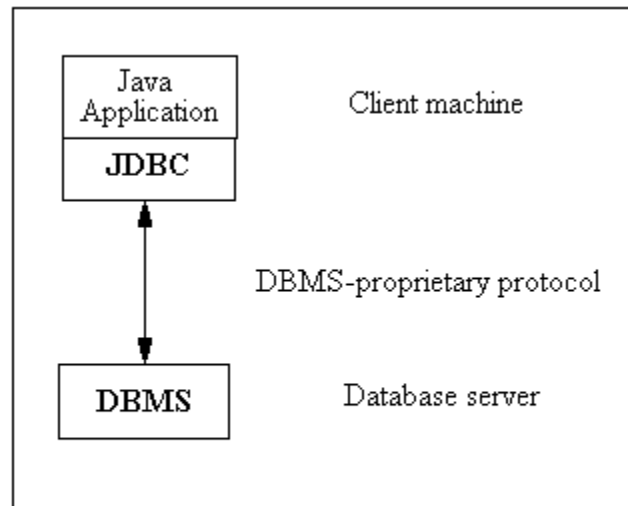 Java
Application
Client machine
JDBC
DBMS-proprietary protocol
DBMS
Database server